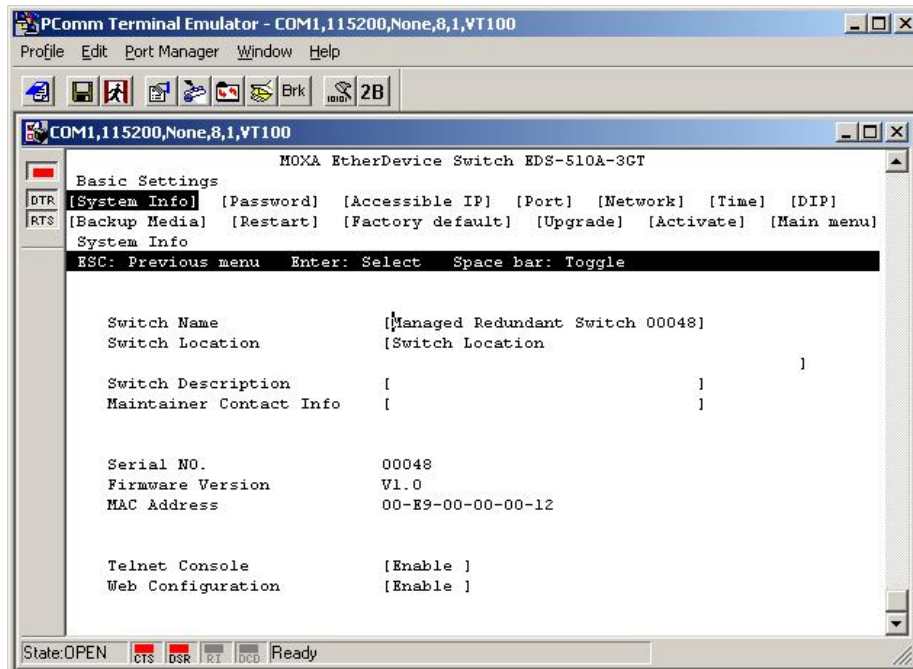 PComm Terminal Emulator - COM1,115200,None,8,1,VT100
Profile Edit Port Manager Window Help
Brk 2B
COM1,115200,None,8,1,VT100
MOXA EtherDevice Switch EDS-510A-3GT
Basic Settings
DTR [System Info] [Password] [Accessible IP] [Port] [Network] [Time] [DIP]
RTS [Backup Media] [Restart] [Factory default] [Upgrade] [Activate] [Main menu]
System Info
ESC: Previous menu Enter: Select Space bar: Toggle
Switch Name [Managed Redundant Switch 00048]
Switch Location [Switch Location
]
Switch Description [ ]
Maintainer Contact Info [ ]
Serial NO. 00048
Firmware Version V1.0
MAC Address 00-E9-00-00-00-12
Telnet Console [Enable ]
Web Configuration [Enable ]
State:OPEN CTS DSR RI DCD Ready